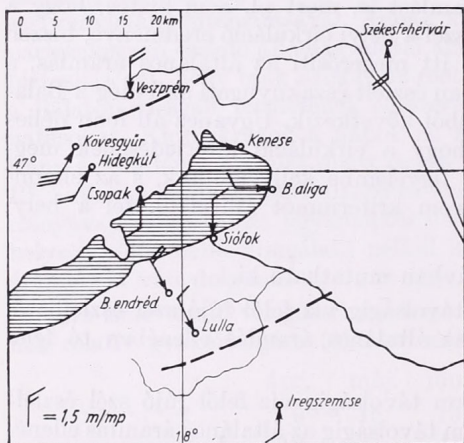 0 5 10 15 20 km
Székesfehérvár
Veszprém
Kövesgyűr
Kenese
Hidegkút
47°
Csopak
B.aliga
Siófok
B.endréd
Lulla
Iregszemcse
= 1,5 m/mp
18°